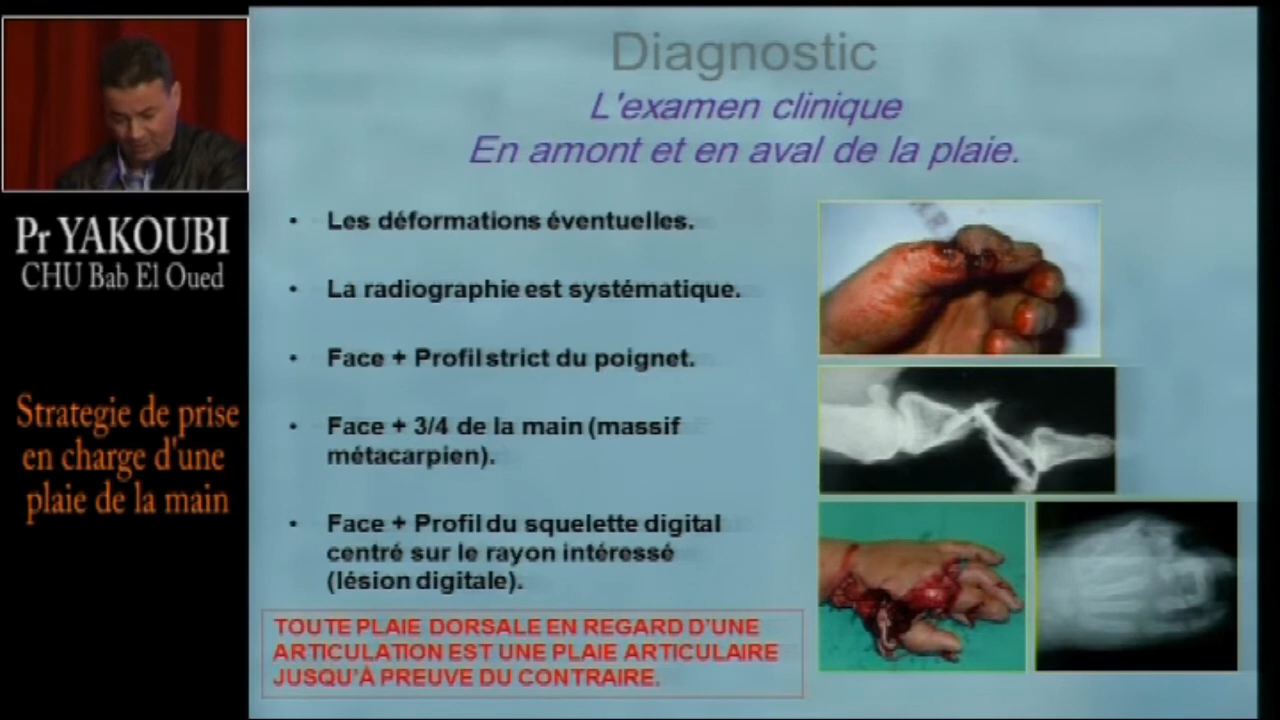 Pr YAKOUBI
CHU Bab El Oued
Strategie de prise
en charge d'une
plaie de la main
Diagnostic
L'examen clinique
En amont et en aval de la plaie.
• Les déformations éventuelles.
• La radiographie est systématique.
• Face + Profil strict du poignet.
• Face + 3/4 de la main (massif
métacarpien).
• Face + Profil du squelette digital
centré sur le rayon intéressé
(lésion digitale).
TOUTE PLAIE DORSALE EN REGARD D'UNE
ARTICULATION EST UNE PLAIE ARTICULAIRE
JUSQU'À PREUVE DU CONTRAIRE.